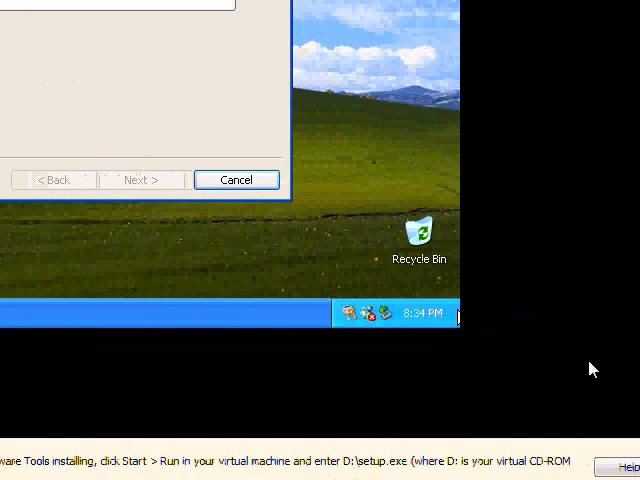 < Back Next > Cancel
Recycle Bin
8:34 PM
ware Tools installing, click Start > Run in your virtual machine and enter D:\setup.exe (where D: is your virtual CD-ROM
Help